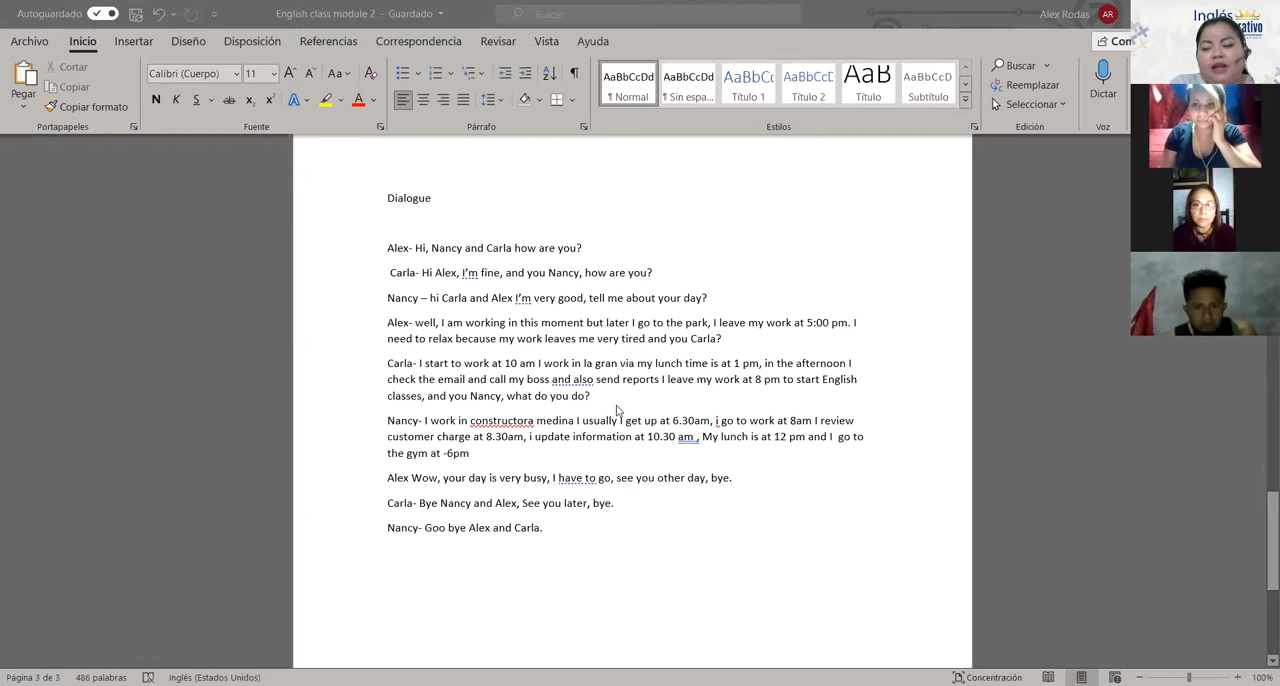 Autoguardado
English class module 2 - Guardado
Buscar
Alex Rodas
AR
Archivo
Inicio
Insertar
Diseño
Disposición
Referencias
Correspondencia
Revisar
Vista
Ayuda
Com
Inglés
Pegar
Cortar
Copiar
Copiar formato
Portapapeles
Calibri (Cuerpo)
11
Fuente
Párrafo
AaBbCcDd
¶ Normal
AaBbCcDd
¶ Sin espa...
AaBbCc
Título 1
AaBbCcD
Título 2
AaB
Título
AaBbCcD
Subtítulo
Estilos
Buscar
Reemplazar
Seleccionar
Edición
Dictar
Voz
Dialogue
Alex- Hi, Nancy and Carla how are you?
Carla- Hi Alex, I’m fine, and you Nancy, how are you?
Nancy – hi Carla and Alex I’m very good, tell me about your day?
Alex- well, I am working in this moment but later I go to the park, I leave my work at 5:00 pm. I
need to relax because my work leaves me very tired and you Carla?
Carla- I start to work at 10 am I work in la gran via my lunch time is at 1 pm, in the afternoon I
check the email and call my boss and also send reports I leave my work at 8 pm to start English
classes, and you Nancy, what do you do?
Nancy- I work in constructora medina I usually I get up at 6.30am, i go to work at 8am I review
customer charge at 8.30am, i update information at 10.30 am , My lunch is at 12 pm and I  go to
the gym at -6pm
Alex Wow, your day is very busy, I have to go, see you other day, bye.
Carla- Bye Nancy and Alex, See you later, bye.
Nancy- Goo bye Alex and Carla.
Página 3 de 3
486 palabras
Inglés (Estados Unidos)
Concentración
100%